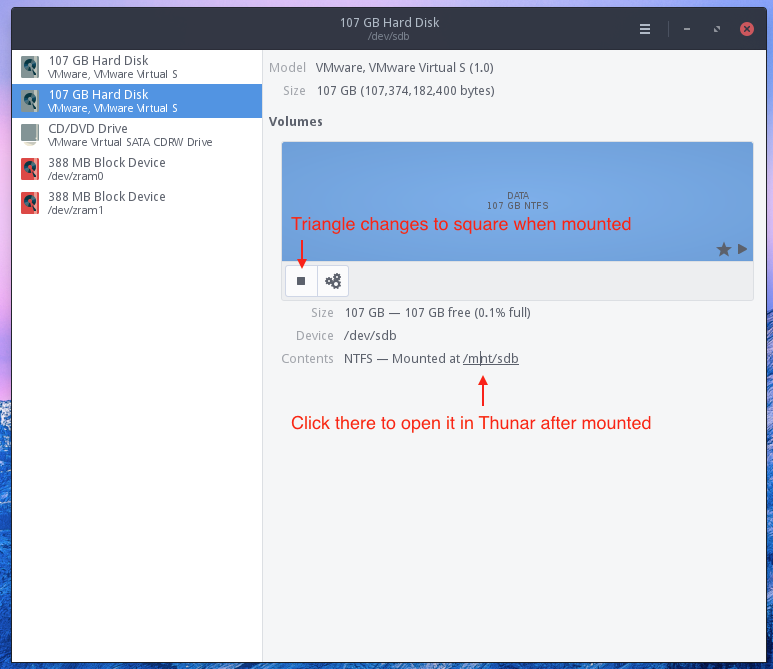 107 GB Hard Disk
/dev/sdb
107 GB Hard Disk
VMware, VMware Virtual S
107 GB Hard Disk
VMware, VMware Virtual S
CD/DVD Drive
VMware Virtual SATA CDRW Drive
388 MB Block Device
/dev/zram0
388 MB Block Device
/dev/zram1
Model VMware, VMware Virtual S (1.0)
Size 107 GB (107,374,182,400 bytes)
Volumes
DATA
107 GB NTFS
Triangle changes to square when mounted
Size 107 GB — 107 GB free (0.1% full)
Device /dev/sdb
Contents NTFS — Mounted at /mnt/sdb
Click there to open it in Thunar after mounted